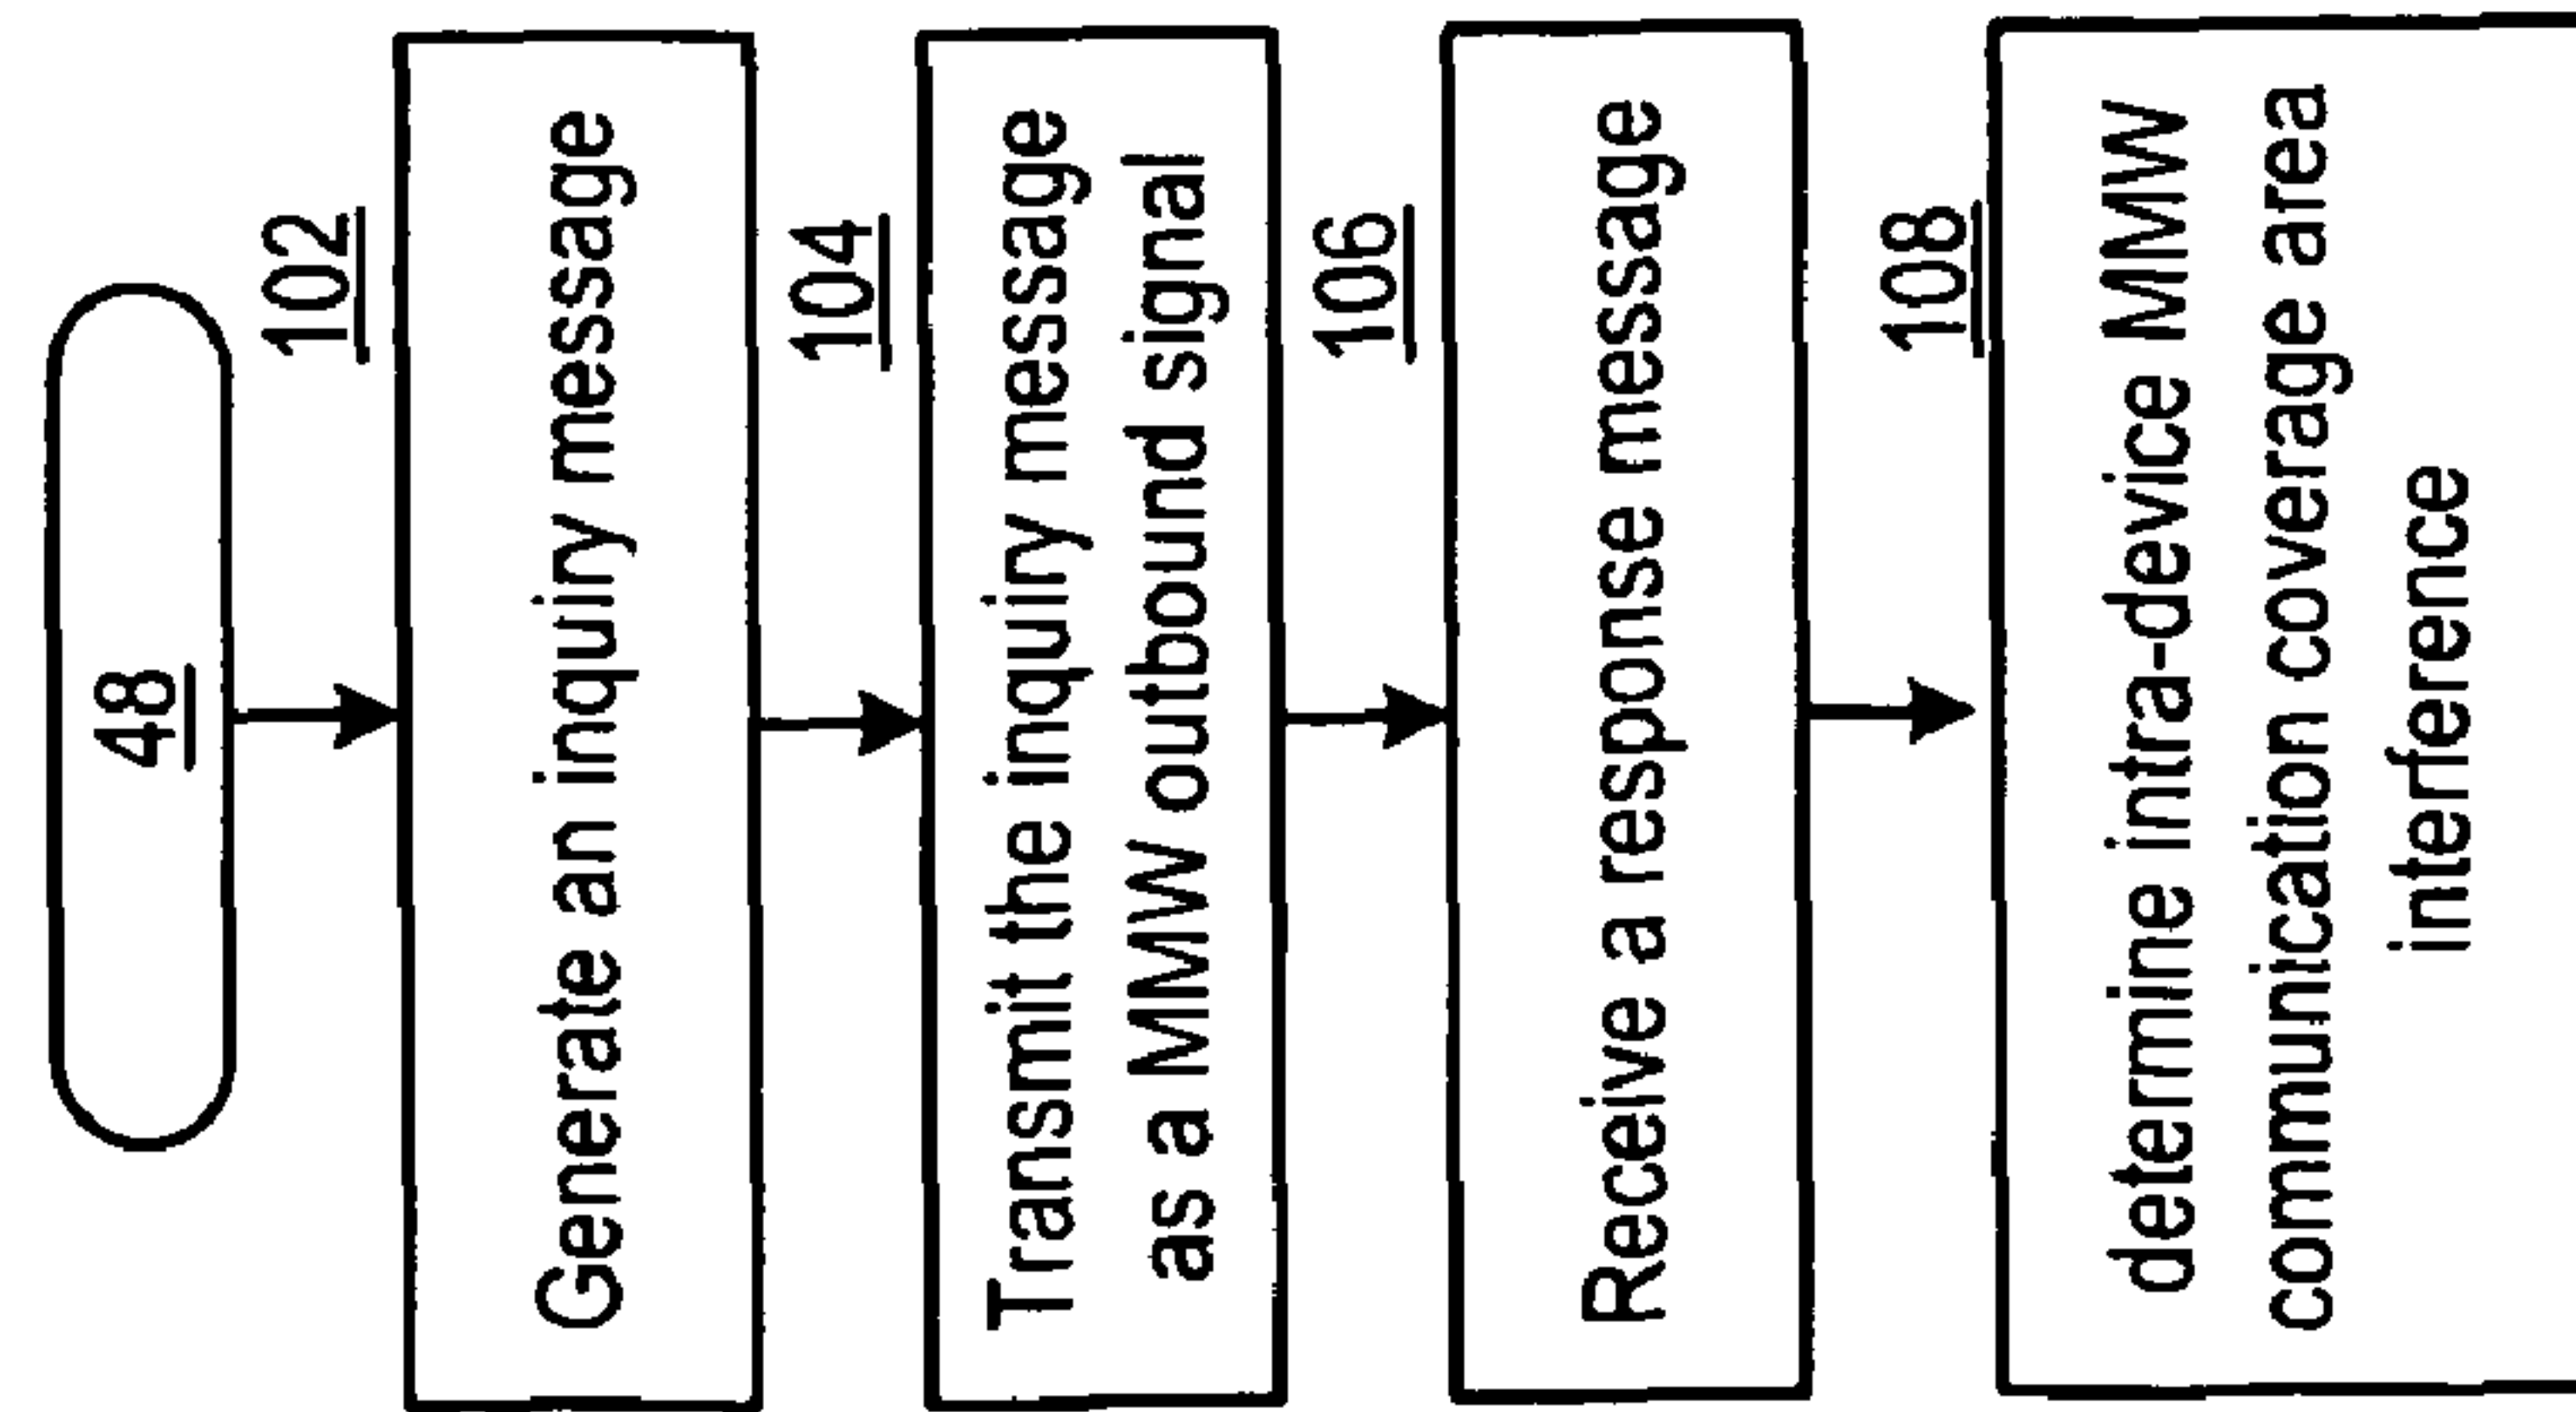 48
102
Generate an inquiry message
104
Transmit the inquiry message
as a MMW outbound signal
106
Receive a response message
108
determine intra-device MMW
communication coverage area
interference